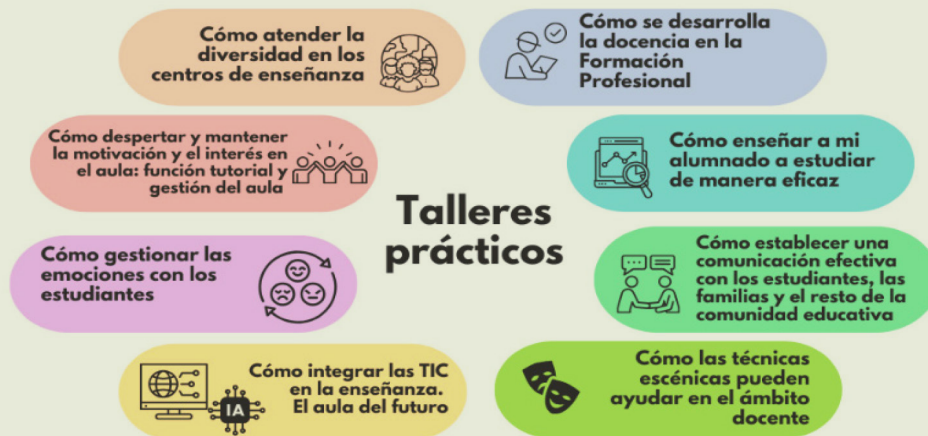 Cómo atender la
diversidad en los
centros de enseñanza
Cómo se desarrolla
la docencia en la
Formación
Profesional
Cómo despertar y mantener
la motivación y el interés en
el aula: función tutorial y
gestión del aula
Cómo enseñar a mi
alumnado a estudiar
de manera eficaz
Talleres
prácticos
Cómo gestionar las
emociones con los
estudiantes
Cómo establecer una
comunicación efectiva
con los estudiantes, las
familias y el resto de la
comunidad educativa
Cómo integrar las TIC
en la enseñanza.
El aula del futuro
IA
Cómo las técnicas
escénicas pueden
ayudar en el ámbito
docente